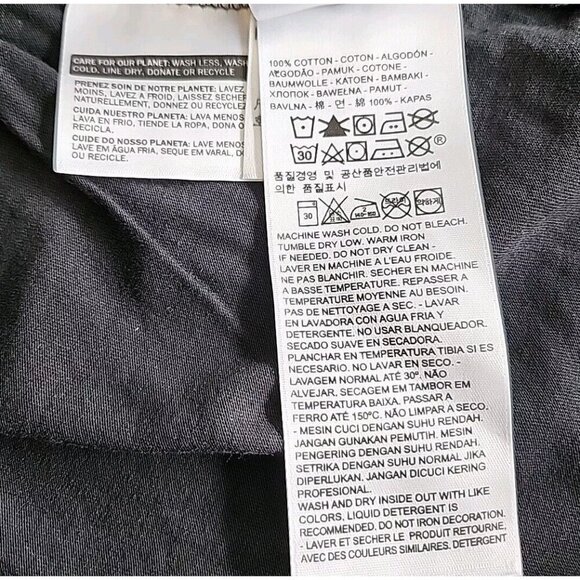 CARE FOR OUR PLANET: WASH LESS, WASH
COLD, LINE DRY, DONATE OR RECYCLE
PRENEZ SOIN DE NOTRE PLANETE: LAVEZ
MOINS, LAVEZ A FROID, LAISSEZ SÉCHER
NATURELLEMENT, DONNEZ OU RECYCLEZ
CUIDA NUESTRO PLANETA: LAVA MENOS
LAVA EN FRIO, TIENDE LA ROPA, DONA
CUIDE DO NOSSO PLANETA: LAVE MENOS
LAVE EM ÁGUA FRIA, SEQUE EM VARAL, DO
OU RECICLE.
100% COTTON - COTON - ALGODÓN -
ALGODÃO - PAMUK - COTONE -
BAUMWOLLE - KATOEN - BAMBAKI -
ХЛОПОК - BAWEŁNA - PAMUT -
BAVLNA - 棉 - 면 - 綿 100% - KAPAS
30
®
품질경영 및 공산품안전관리법에
의한 품질표시
30
약하게
MACHINE WASH COLD. DO NOT BLEACH.
TUMBLE DRY LOW. WARM IRON
IF NEEDED. DO NOT DRY CLEAN -
LAVER EN MACHINE A L'EAU FROIDE.
NE PAS BLANCHIR. SECHER EN MACHINE
A BASSE TEMPERATURE. REPASSER A
TEMPERATURE MOYENNE AU BESOIN.
PAS DE NETTOYAGE A SEC. - LAVAR
EN LAVADORA CON AGUA FRIA Y
DETERGENTE. NO USAR BLANQUEADOR.
SECADO SUAVE EN SECADORA.
PLANCHAR EN TEMPERATURA TIBIA SI ES
NECESARIO. NO LAVAR EN SECO. -
LAVAGEM NORMAL ATÉ 30º. NÃO
ALVEJAR, SECAGEM EM TAMBOR EM
TEMPERATURA BAIXA. PASSAR A
FERRO ATÉ 150ºC. NÃO LIMPAR A SECO.
- MESIN CUCI DENGAN SUHU RENDAH.
JANGAN GUNAKAN PEMUTIH. MESIN
PENGERING DENGAN SUHU RENDAH.
SETRIKA DENGAN SUHU NORMAL JIKA
DIPERLUKAN. JANGAN DICUCI KERING
PROFESIONAL.
WASH AND DRY INSIDE OUT WITH LIKE
COLORS, LIQUID DETERGENT IS
RECOMMENDED. DO NOT IRON DECORATION.
- LAVER ET SECHER LE PRODUIT RETOURNE.
AVEC DES COULEURS SIMILAIRES. DETERGENT